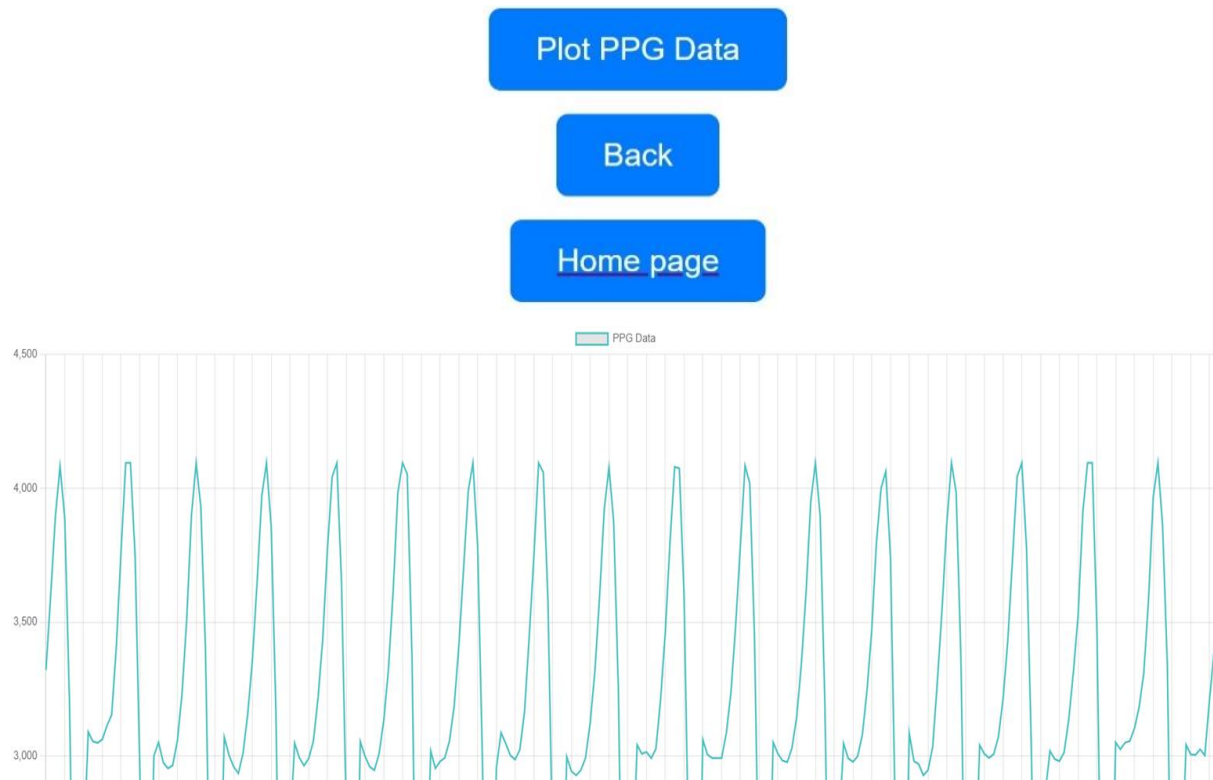 Plot PPG Data
Back
Home page
PPG Data
4,500
4,000
3,500
3,000